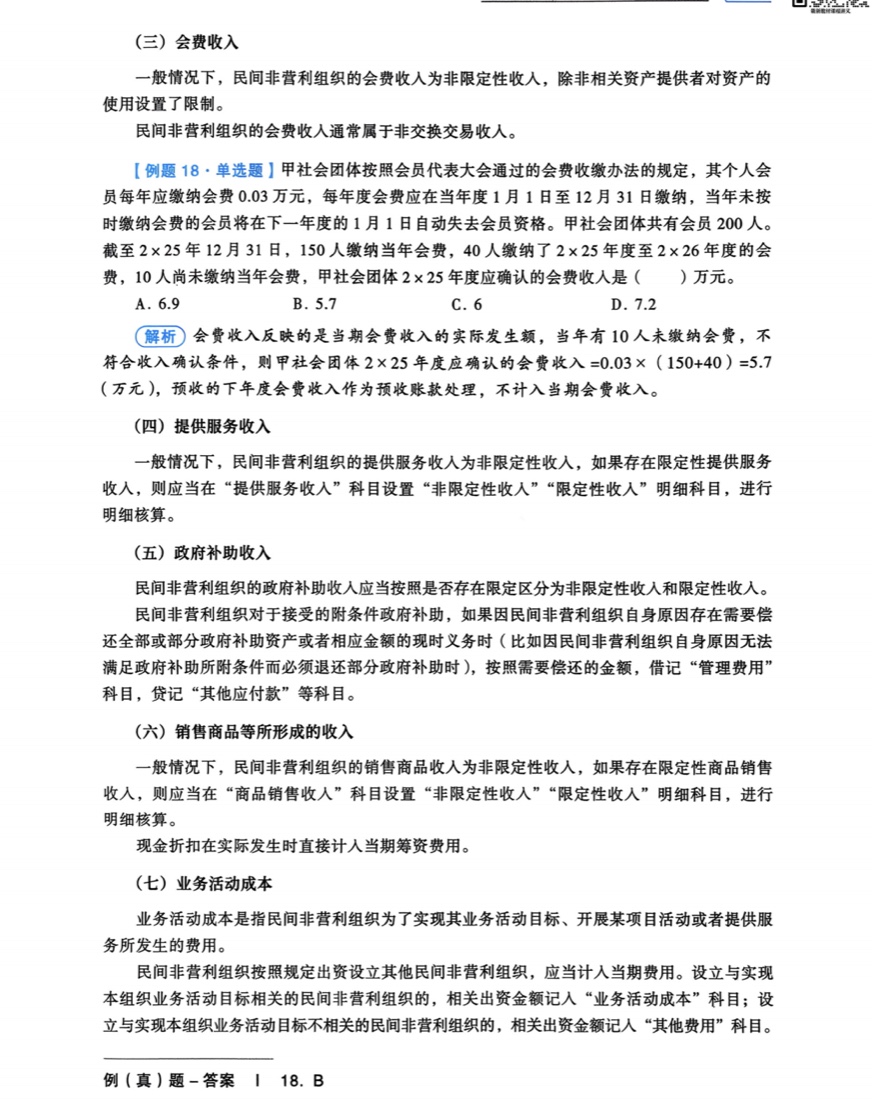 （三）会费收入
一般情况下，民间非营利组织的会费收入为非限定性收入，除非相关资产提供者对资产的
使用设置了限制。
民间非营利组织的会费收入通常属于非交换交易收入。
【例题 18·单选题】甲社会团体按照会员代表大会通过的会费收缴办法的规定，其个人会
员每年应缴纳会费 0.03 万元，每年度会费应在当年度 1 月 1 日至 12 月 31 日缴纳，当年未按
时缴纳会费的会员将在下一年度的 1 月 1 日自动失去会员资格。甲社会团体共有会员 200 人。
截至 2×25 年 12 月 31 日，150 人缴纳当年会费，40 人缴纳了 2×25 年度至 2×26 年度的会
费，10 人尚未缴纳当年会费，甲社会团体 2×25 年度应确认的会费收入是（　　）万元。
A. 6.9　　B. 5.7　　C. 6　　D. 7.2
解析 会费收入反映的是当期会费收入的实际发生额，当年有 10 人未缴纳会费，不
符合收入确认条件，则甲社会团体 2×25 年度应确认的会费收入 =0.03×（150+40）=5.7
（万元），预收的下年度会费收入作为预收账款处理，不计入当期会费收入。
（四）提供服务收入
一般情况下，民间非营利组织的提供服务收入为非限定性收入，如果存在限定性提供服务
收入，则应当在“提供服务收入”科目设置“非限定性收入”“限定性收入”明细科目，进行
明细核算。
（五）政府补助收入
民间非营利组织的政府补助收入应当按照是否存在限定区分为非限定性收入和限定性收入。
民间非营利组织对于接受的附条件政府补助，如果因民间非营利组织自身原因存在需要偿
还全部或部分政府补助资产或者相应金额的现时义务时（比如因民间非营利组织自身原因无法
满足政府补助所附条件而必须退还部分政府补助时），按照需要偿还的金额，借记“管理费用”
科目，贷记“其他应付款”等科目。
（六）销售商品等所形成的收入
一般情况下，民间非营利组织的销售商品收入为非限定性收入，如果存在限定性商品销售
收入，则应当在“商品销售收入”科目设置“非限定性收入”“限定性收入”明细科目，进行
明细核算。
现金折扣在实际发生时直接计入当期筹资费用。
（七）业务活动成本
业务活动成本是指民间非营利组织为了实现其业务活动目标、开展某项目活动或者提供服
务所发生的费用。
民间非营利组织按照规定出资设立其他民间非营利组织，应当计入当期费用。设立与实现
本组织业务活动目标相关的民间非营利组织的，相关出资金额记入“业务活动成本”科目；设
立与实现本组织业务活动目标不相关的民间非营利组织的，相关出资金额记入“其他费用”科目。
例（真）题－答案　|　18. B